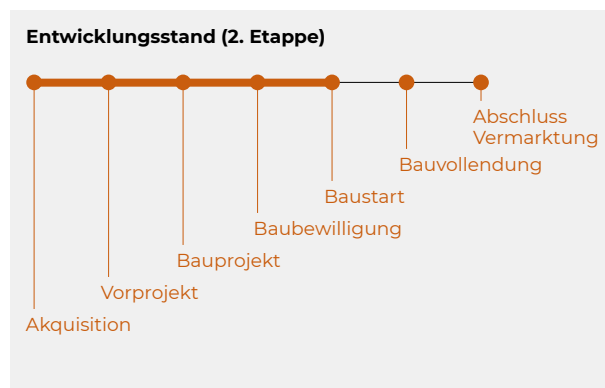 Entwicklungsstand (2. Etappe)
Abschluss
Vermarktung
Bauvollendung
Baustart
Baubewilligung
Bauprojekt
Vorprojekt
Akquisition